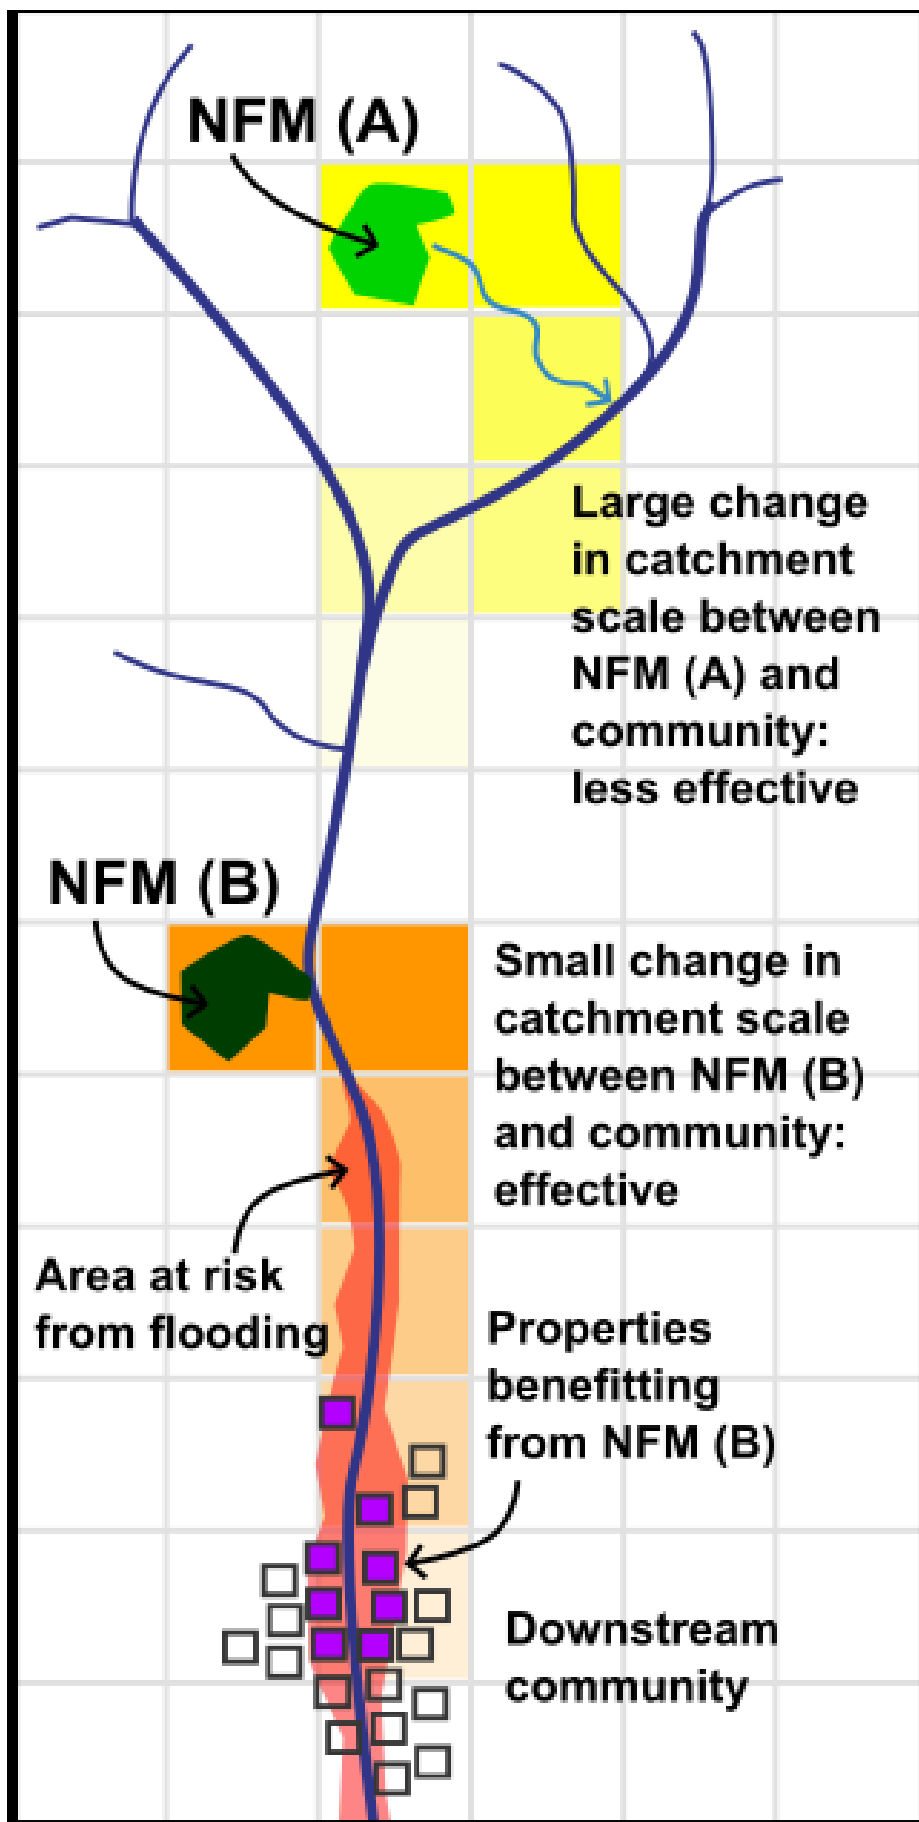 NFM (A)
Large change
in catchment
scale between
NFM (A) and
community:
less effective
NFM (B)
Small change in
catchment scale
between NFM (B)
and community:
effective
Area at risk
from flooding
Properties
benefitting
from NFM (B)
Downstream
community